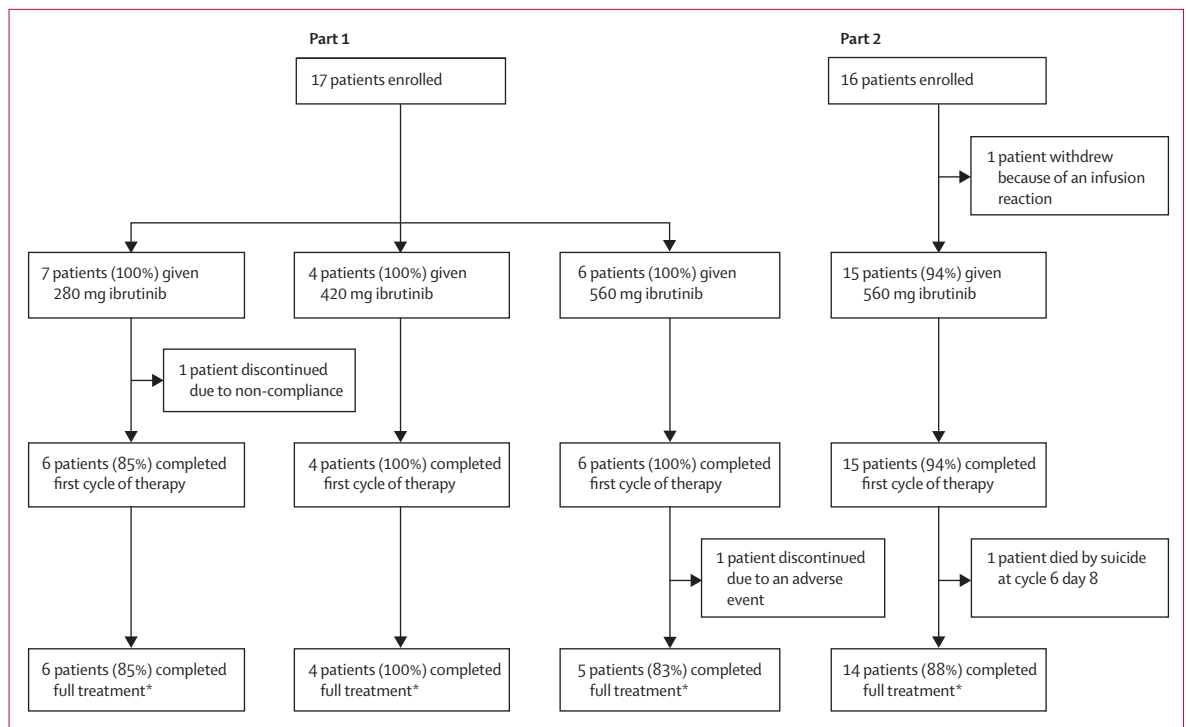 Part 1
17 patients enrolled
7 patients (100%) given
280 mg ibrutinib
4 patients (100%) given
420 mg ibrutinib
6 patients (100%) given
560 mg ibrutinib
1 patient discontinued
due to non-compliance
6 patients (85%) completed
first cycle of therapy
4 patients (100%) completed
first cycle of therapy
6 patients (100%) completed
first cycle of therapy
1 patient discontinued
due to an adverse
event
6 patients (85%) completed
full treatment*
4 patients (100%) completed
full treatment*
5 patients (83%) completed
full treatment*
Part 2
16 patients enrolled
1 patient withdrew
because of an infusion
reaction
15 patients (94%) given
560 mg ibrutinib
15 patients (94%) completed
first cycle of therapy
1 patient died by suicide
at cycle 6 day 8
14 patients (88%) completed
full treatment*